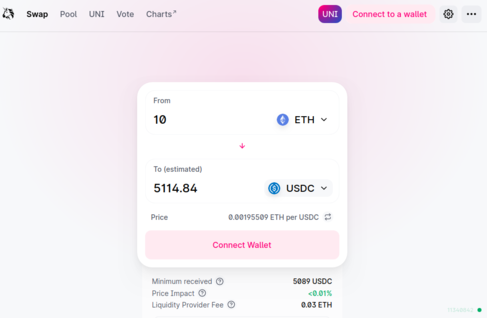 Swap Pool UNI Vote Charts↗ UNI Connect to a wallet
From
10 ETH
To (estimated)
5114.84 USDC
Price 0.00195509 ETH per USDC
Connect Wallet
Minimum received 5089 USDC
Price Impact <0.01%
Liquidity Provider Fee 0.03 ETH